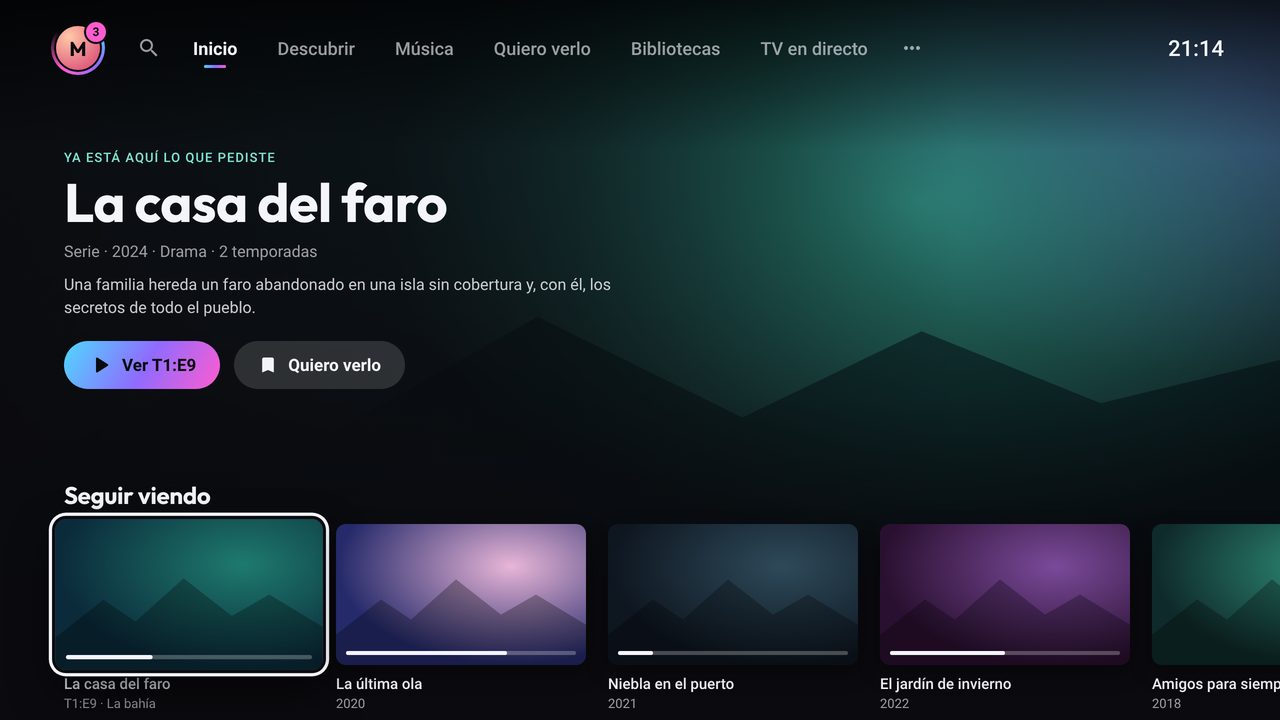 M
3
Inicio
Descubrir
Música
Quiero verlo
Bibliotecas
TV en directo
21:14
YA ESTÁ AQUÍ LO QUE PEDISTE
La casa del faro
Serie · 2024 · Drama · 2 temporadas
Una familia hereda un faro abandonado en una isla sin cobertura y, con él, los
secretos de todo el pueblo.
Ver T1:E9
Quiero verlo
Seguir viendo
La casa del faro
T1:E9 · La bahía
La última ola
2020
Niebla en el puerto
2021
El jardín de invierno
2022
Amigos para siemp
2018